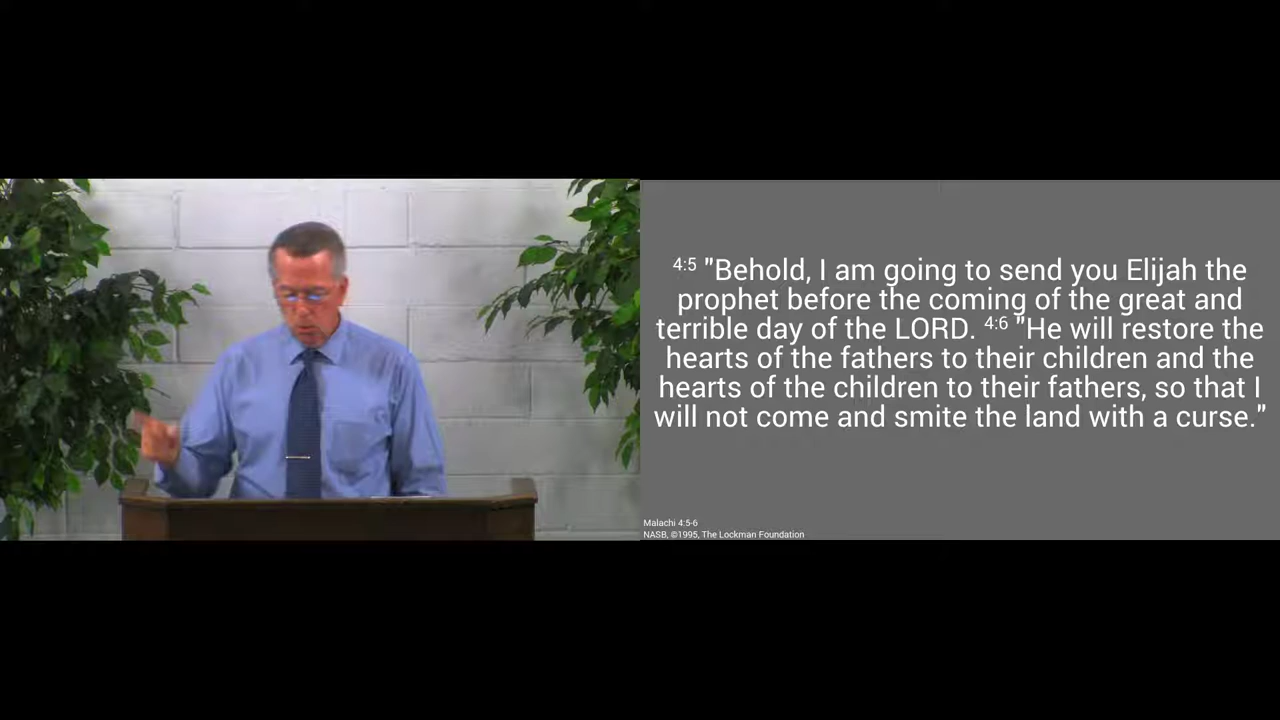 4:5 "Behold, I am going to send you Elijah the
prophet before the coming of the great and
terrible day of the LORD. 4:6 "He will restore the
hearts of the fathers to their children and the
hearts of the children to their fathers, so that I
will not come and smite the land with a curse."
Malachi 4:5-6
NASB, ©1995, The Lockman Foundation